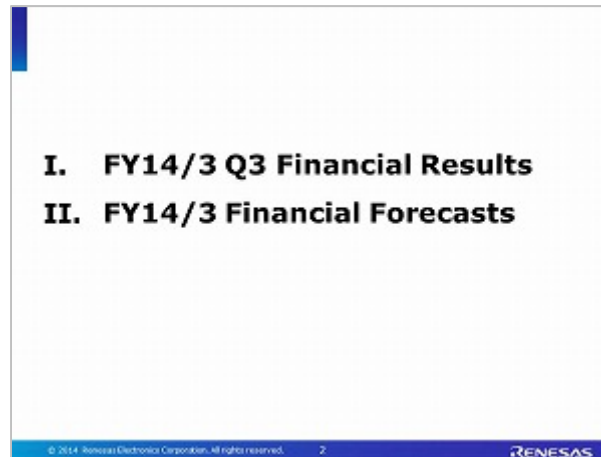 I. FY14/3 Q3 Financial Results
II. FY14/3 Financial Forecasts
© 2014 Renesas Electronics Corporation. All rights reserved. 2 RENESAS